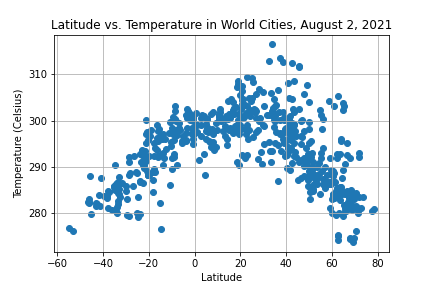 Latitude vs. Temperature in World Cities, August 2, 2021
310
300
290
280
Temperature (Celsius)
−60 −40 −20 0 20 40 60 80
Latitude